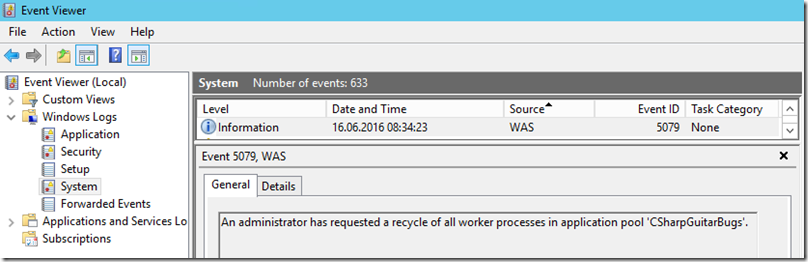 Event Viewer
File Action View Help
Event Viewer (Local)
Custom Views
Windows Logs
Application
Security
Setup
System
Forwarded Events
Applications and Services Lo
Subscriptions
System Number of events: 633
Level Date and Time Source Event ID Task Category
Information 16.06.2016 08:34:23 WAS 5079 None
Event 5079, WAS
General Details
An administrator has requested a recycle of all worker processes in application pool 'CSharpGuitarBugs'.